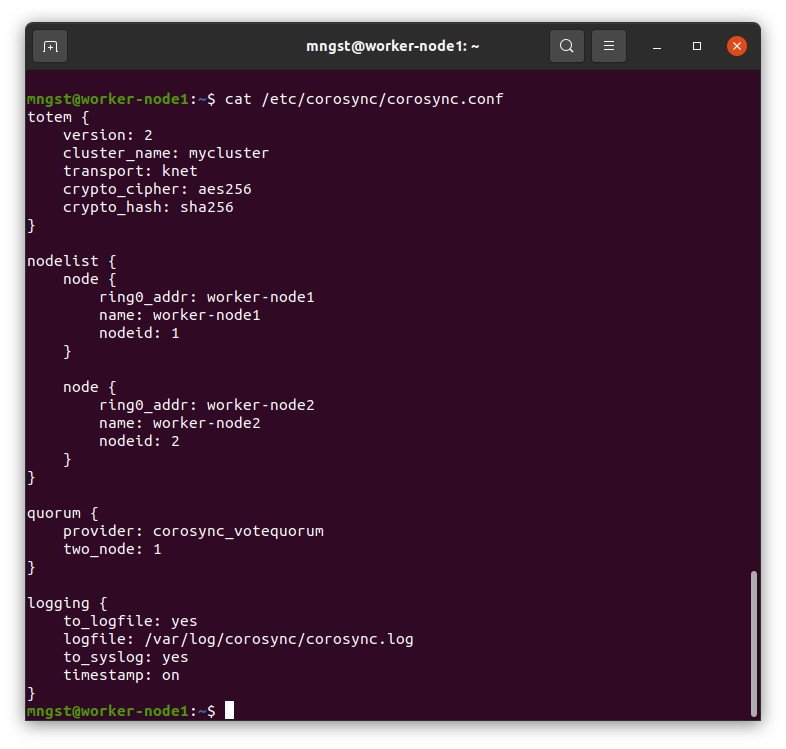 mngst@worker-node1: ~
mngst@worker-node1:~$ cat /etc/corosync/corosync.conf
totem {
    version: 2
    cluster_name: mycluster
    transport: knet
    crypto_cipher: aes256
    crypto_hash: sha256
}

nodelist {
    node {
        ring0_addr: worker-node1
        name: worker-node1
        nodeid: 1
    }

    node {
        ring0_addr: worker-node2
        name: worker-node2
        nodeid: 2
    }
}

quorum {
    provider: corosync_votequorum
    two_node: 1
}

logging {
    to_logfile: yes
    logfile: /var/log/corosync/corosync.log
    to_syslog: yes
    timestamp: on
}
mngst@worker-node1:~$